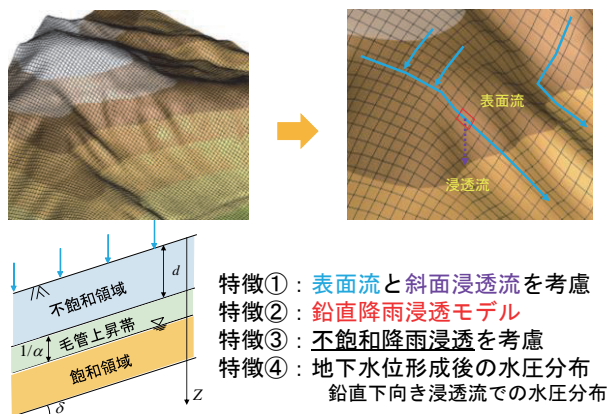 表面流
浸透流
不飽和領域
d
毛管上昇帯
1/α
飽和領域
Z
δ
特徴①：表面流と斜面浸透流を考慮
特徴②：鉛直降雨浸透モデル
特徴③：不飽和降雨浸透を考慮
特徴④：地下水位形成後の水圧分布
鉛直下向き浸透流での水圧分布